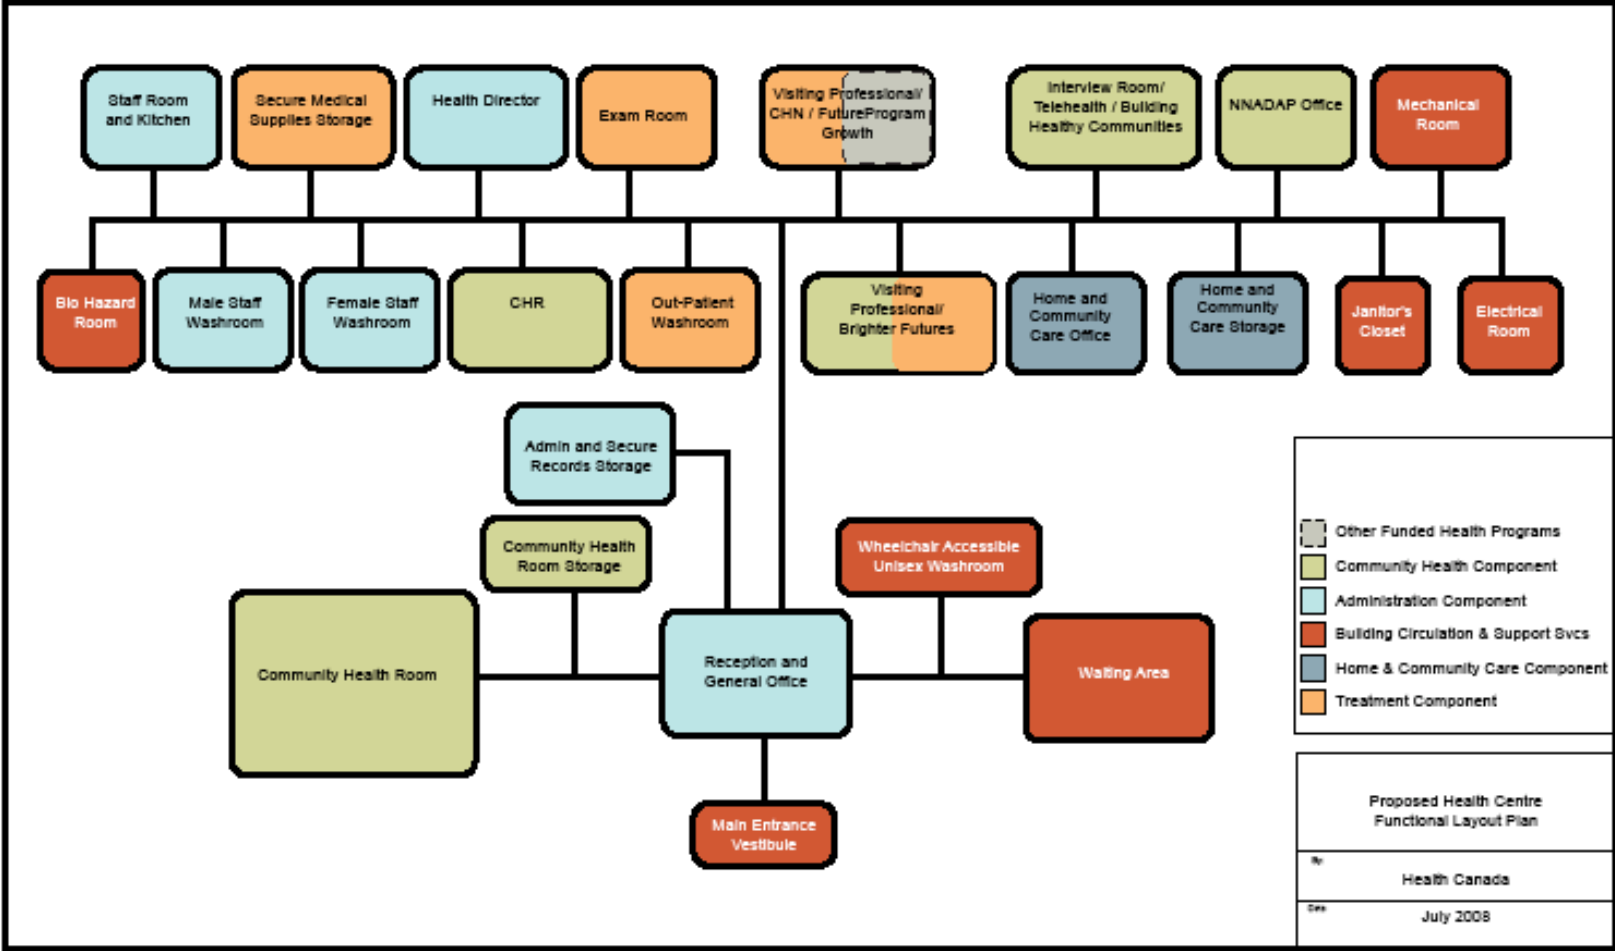 Staff Room
and Kitchen
Secure Medical
Supplies Storage
Health Director
Exam Room
Visiting Professional/
CHN / FutureProgram
Growth
Interview Room/
Telehealth / Building
Healthy Communities
NNADAP Office
Mechanical
Room
Bio Hazard
Room
Male Staff
Washroom
Female Staff
Washroom
CHR
Out-Patient
Washroom
Visiting
Professional/
Brighter Futures
Home and
Community
Care Office
Home and
Community
Care Storage
Janitor's
Closet
Electrical
Room
Admin and Secure
Records Storage
Community Health
Room Storage
Wheelchair Accessible
Unisex Washroom
Community Health Room
Reception and
General Office
Waiting Area
Main Entrance
Vestibule
Other Funded Health Programs
Community Health Component
Administration Component
Building Circulation & Support Svcs
Home & Community Care Component
Treatment Component
Proposed Health Centre
Functional Layout Plan
By:
Health Canada
Date:
July 2008